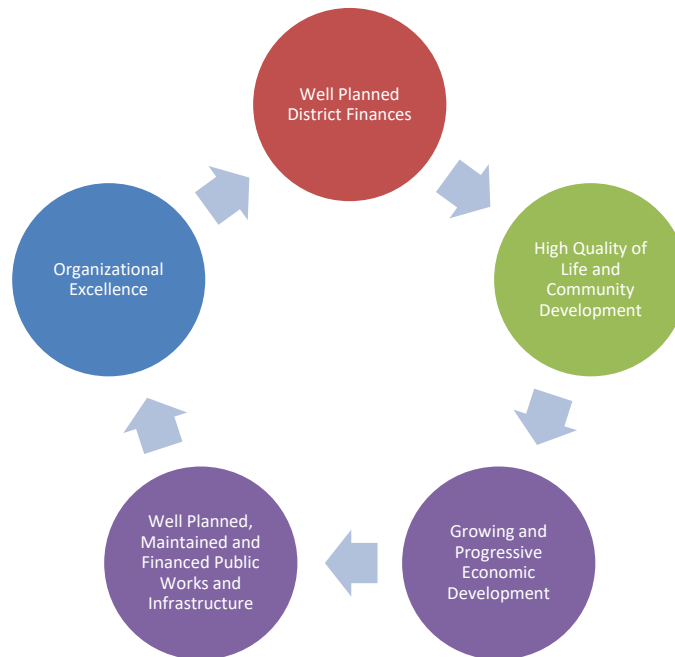 Well Planned
District Finances
High Quality of
Life and
Community
Development
Growing and
Progressive
Economic
Development
Well Planned,
Maintained and
Financed Public
Works and
Infrastructure
Organizational
Excellence